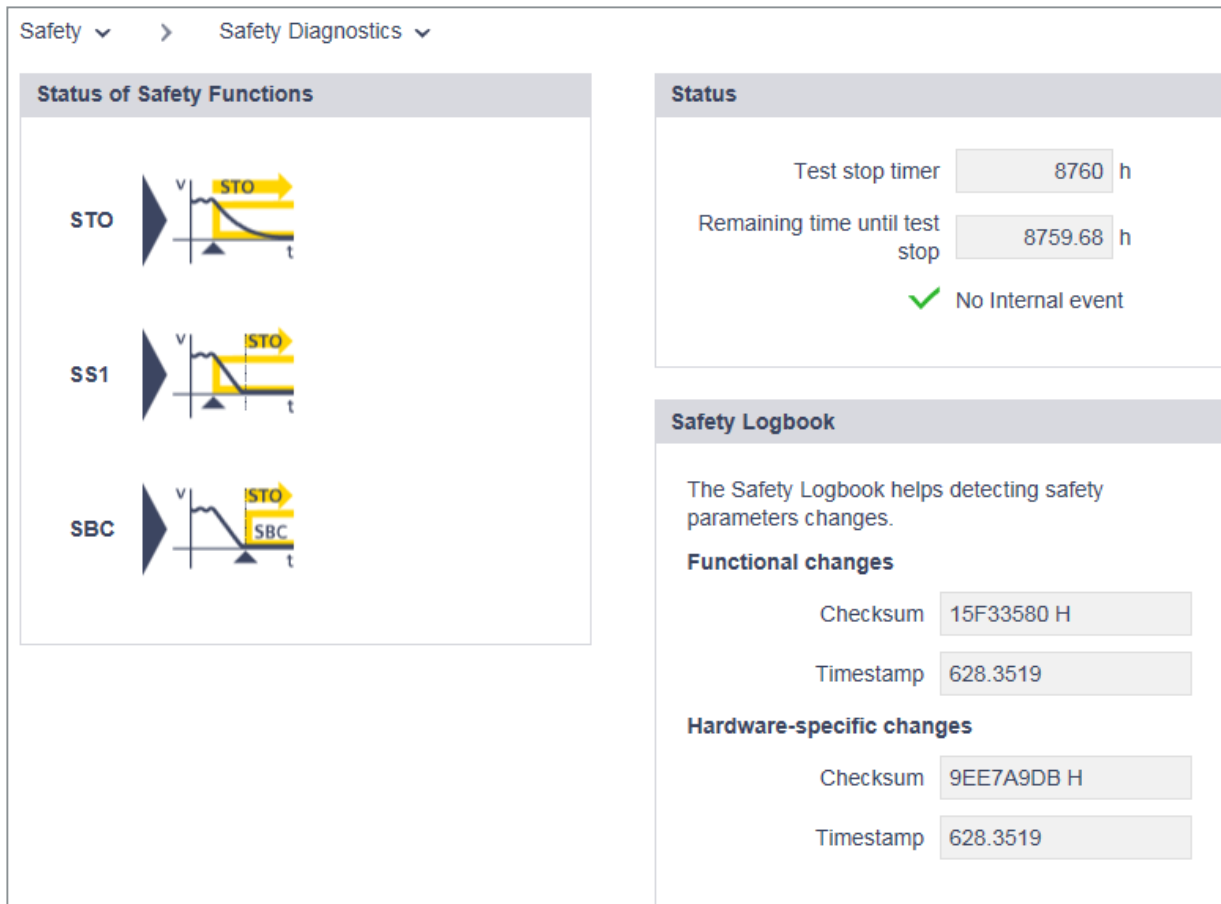 Safety > Safety Diagnostics
Status of Safety Functions
STO
V STO t
SS1
V STO t
SBC
V STO SBC t
Status
Test stop timer 8760 h
Remaining time until test
stop 8759.68 h
No Internal event
Safety Logbook
The Safety Logbook helps detecting safety
parameters changes.
Functional changes
Checksum 15F33580 H
Timestamp 628.3519
Hardware-specific changes
Checksum 9EE7A9DB H
Timestamp 628.3519